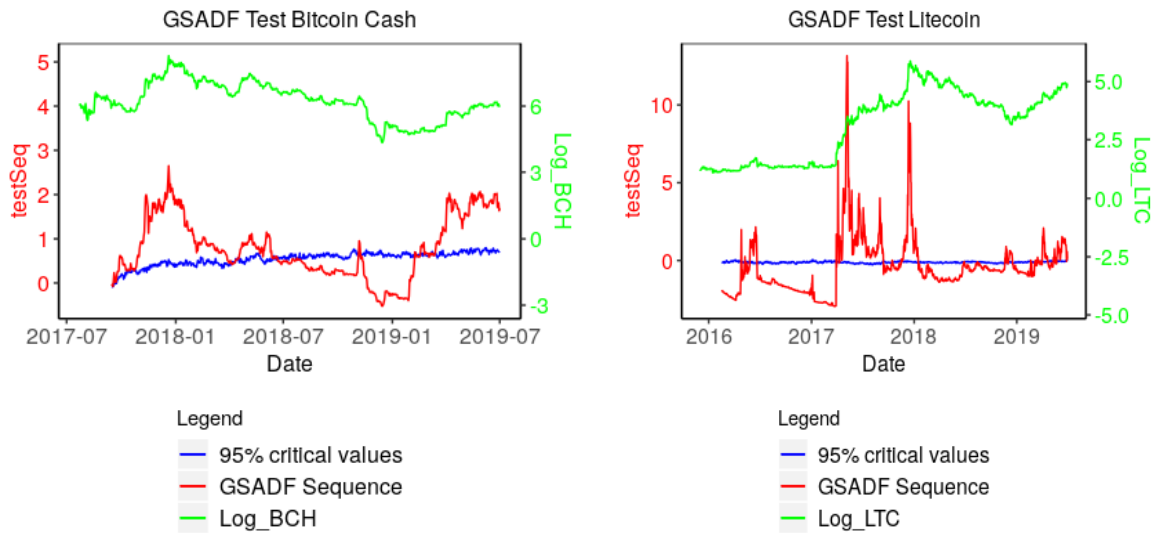 GSADF Test Bitcoin Cash
5
4
3
2
1
0
testSeq
6
3
0
-3
Log_BCH
2017-07 2018-01 2018-07 2019-01 2019-07
Date
Legend
95% critical values
GSADF Sequence
Log_BCH
GSADF Test Litecoin
10
5
0
testSeq
5.0
2.5
0.0
-2.5
-5.0
Log_LTC
2016 2017 2018 2019
Date
Legend
95% critical values
GSADF Sequence
Log_LTC